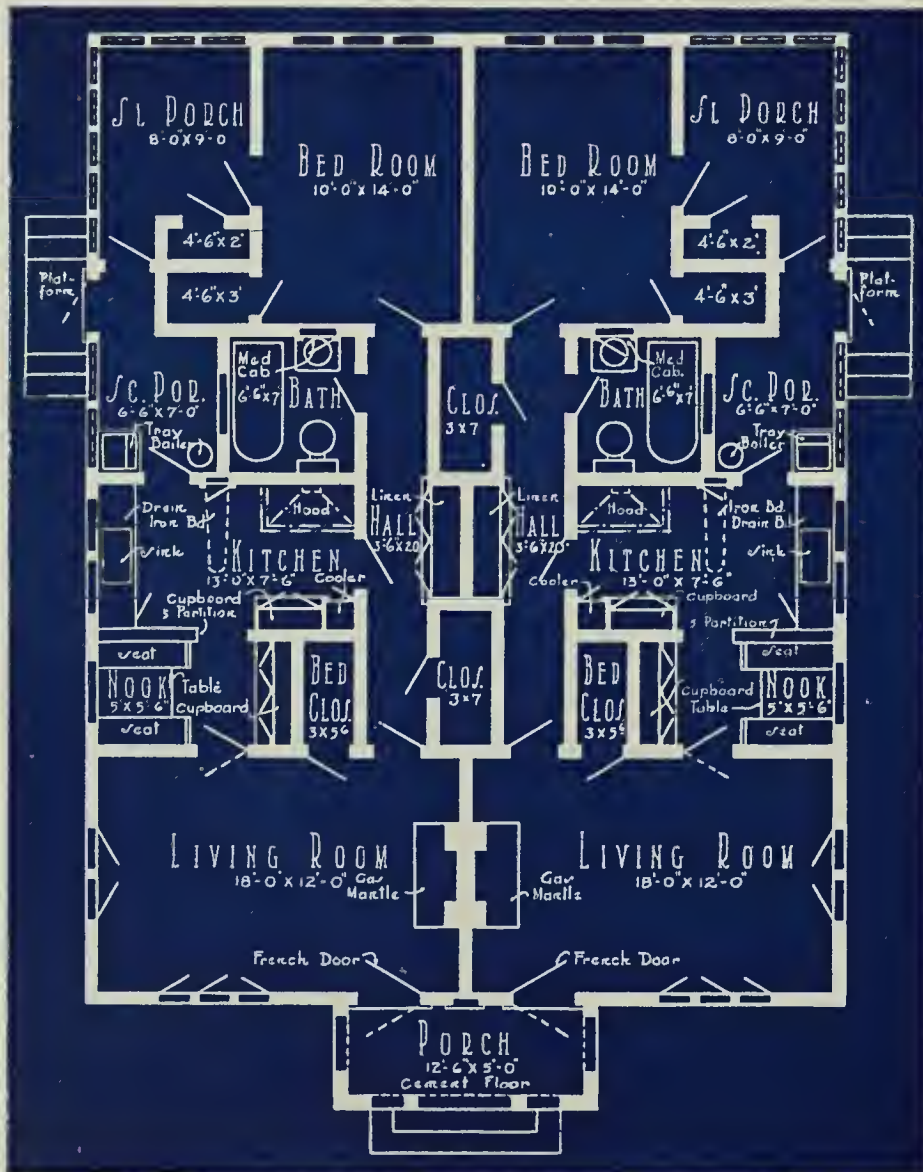 SL PORCH
8'-0"X9'-0
BED ROOM
10'-0"X14'-0"
BED ROOM
10'-0"X14'-0"
SL PORCH
8'-0"X9'-0
4'-6"X2'
4'-6"X2'
Plat-
form
4'-6"X3'
4'-6"X3'
Plat-
form
Med
Cab.
6'6"X7'
BATH
CLOS.
3X7
BATH
Med
Cab.
6'6"X7'
SC. POR.
6'-6"X7'-0"
SC. POR.
6'-6"X7'-0"
Tray
Boiler
Tray
Boiler
Drain
Iron Bd.
Sink
Hood
Linen
HALL
3'-6"X20
Linen
HALL
3'-6"X20"
Hood
Iron Bd.
Drain B.
Sink
KITCHEN
13'-0"X7'-6"
Cooler
KITCHEN
13'-0"X7'-6"
Cooler
Cupboard
5 Partition
Cupboard
5 Partition
Seat
NOOK
5'X5'-6"
Seat
Table
Cupboard
BED
CLOS.
3X5⁶
CLOS.
3X7
BED
CLOS.
3X5⁶
Cupboard
Table
Seat
NOOK
5'X5'-6"
Seat
LIVING ROOM
18'-0"X12'-0"
Gas
Mantle
LIVING ROOM
18'-0"X12'-0"
Gas
Mantle
French Door
French Door
PORCH
12'-6"X5'-0"
Cement Floor